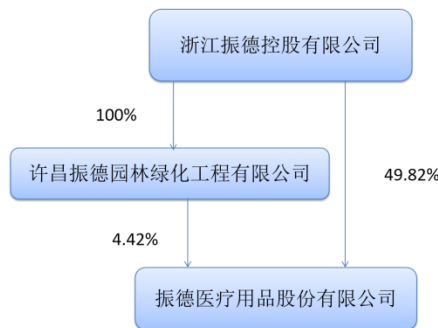 浙江振德控股有限公司
100%
许昌振德园林绿化工程有限公司
49.82%
4.42%
振德医疗用品股份有限公司